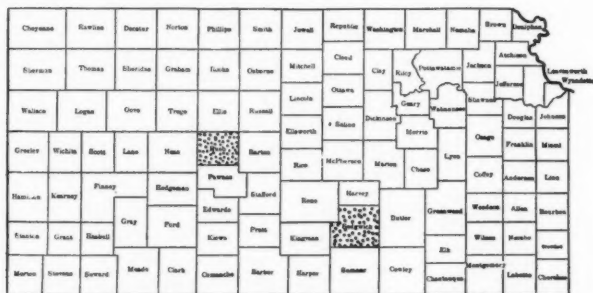 Cheyenne Rawlins Decatur Norton Phillips Smith Jewell Republic Washington Marshall Nemaha Brown Doniphan
Atchison
Sherman Thomas Sheridan Graham Rooks Osborne Mitchell Cloud Clay Riley Pottawatomie Jackson Jefferson Leavenworth
Wyandotte
Lincoln Ottawa
Wallace Logan Gove Trego Ellis Russell Ellsworth Saline Dickinson Geary Wabaunsee Shawnee Douglas Johnson
Morris Osage Franklin Miami
Greeley Wichita Scott Lane Ness Rush Barton Rice McPherson Marion Chase Lyon Coffey Anderson Linn
Pawnee
Hamilton Kearney Finney Hodgeman Stafford Reno Harvey
Edwards
Gray Ford Butler Greenwood Woodson Allen Bourbon
Stanton Grant Haskell Kiowa Pratt Kingman Sedgwick Elk Wilson Neosho
Morton Stevens Seward Meade Clark Comanche Barber Harper Sumner Cowley Chautauqua Montgomery Labette Cherokee